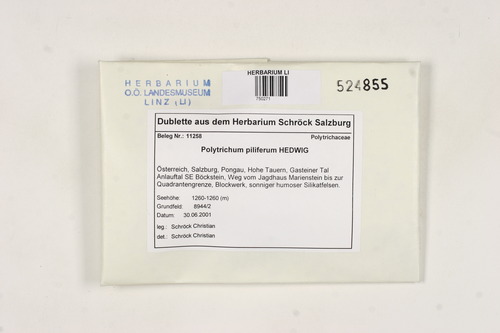 HERBARIUM
O.Ö. LANDESMUSEUM
LINZ (LI)
HERBARIUM LI
750271
524855
Dublette aus dem Herbarium Schröck Salzburg
Beleg Nr.: 11258 Polytrichaceae
Polytrichum piliferum HEDWIG
Österreich, Salzburg, Pongau, Hohe Tauern, Gasteiner Tal
Anlauftal SE Böckstein, Weg vom Jagdhaus Marienstein bis zur
Quadrantengrenze, Blockwerk, sonniger humoser Silikatfelsen.
Seehöhe: 1260-1260 (m)
Grundfeld: 8944/2
Datum: 30.06.2001
leg.: Schröck Christian
det.: Schröck Christian